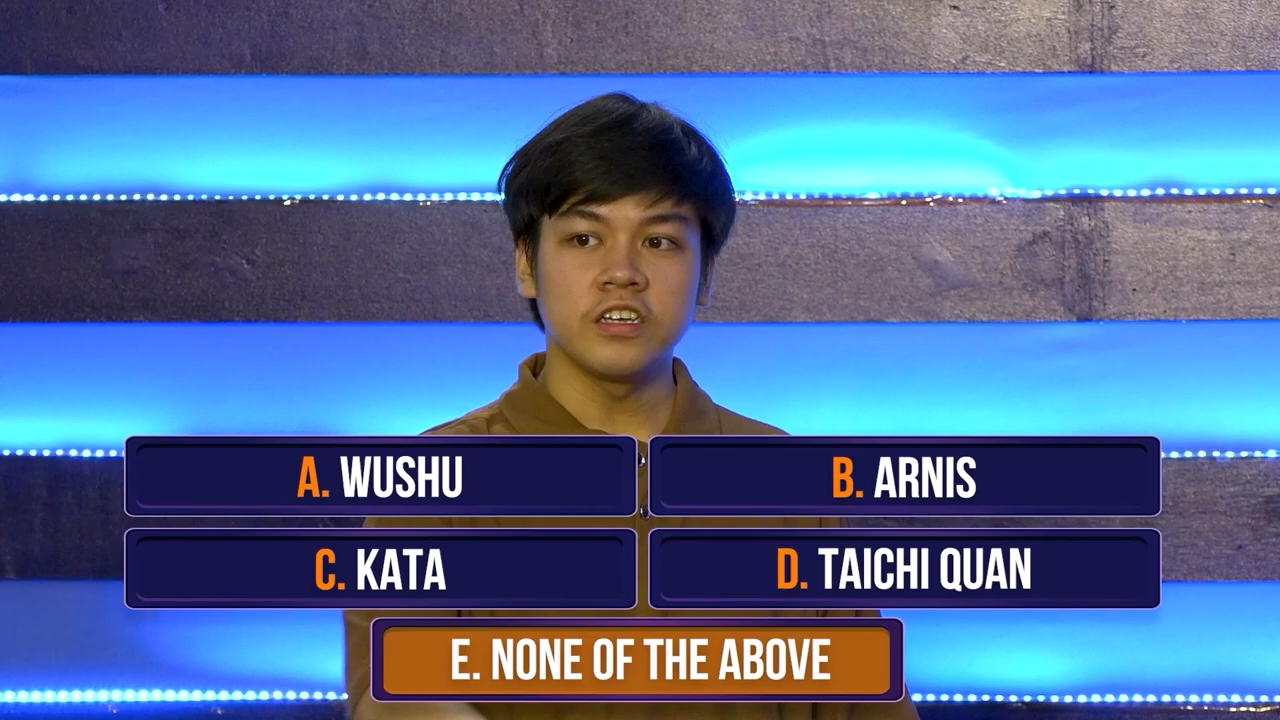 A. WUSHU
B. ARNIS
C. KATA
D. TAICHI QUAN
E. NONE OF THE ABOVE